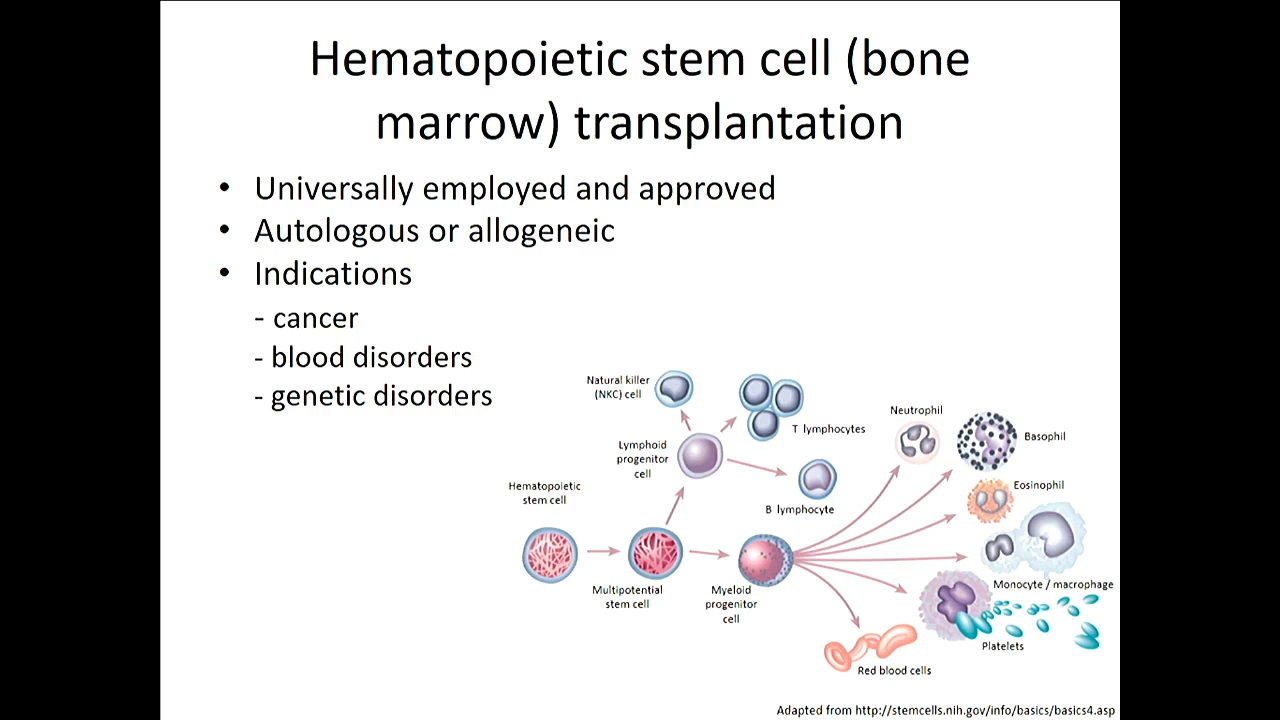 Hematopoietic stem cell (bone
marrow) transplantation
• Universally employed and approved
• Autologous or allogeneic
• Indications
- cancer
- blood disorders
- genetic disorders
Natural killer
(NKC) cell
T lymphocytes
Neutrophil
Basophil
Lymphoid
progenitor
cell
Eosinophil
Hematopoietic
stem cell
B lymphocyte
Monocyte / macrophage
Multipotential
stem cell
Myeloid
progenitor
cell
Platelets
Red blood cells
Adapted from http://stemcells.nih.gov/info/basics/basics4.asp